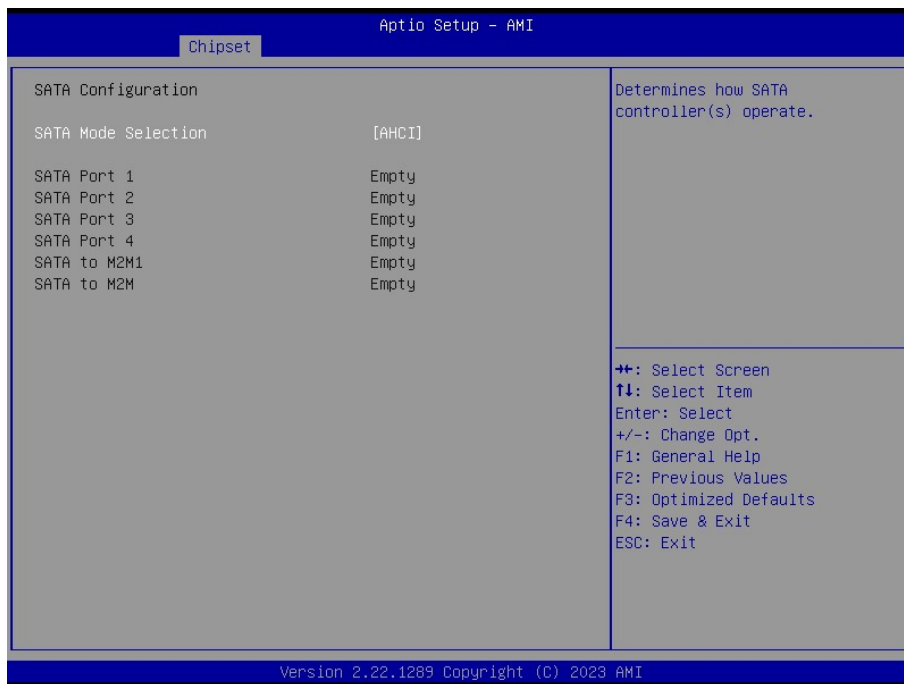 Aptio Setup – AMI
Chipset
SATA Configuration
SATA Mode Selection [AHCI]
SATA Port 1 Empty
SATA Port 2 Empty
SATA Port 3 Empty
SATA Port 4 Empty
SATA to M2M1 Empty
SATA to M2M Empty
Determines how SATA
controller(s) operate.
→←: Select Screen
↑↓: Select Item
Enter: Select
+/-: Change Opt.
F1: General Help
F2: Previous Values
F3: Optimized Defaults
F4: Save & Exit
ESC: Exit
Version 2.22.1289 Copyright (C) 2023 AMI